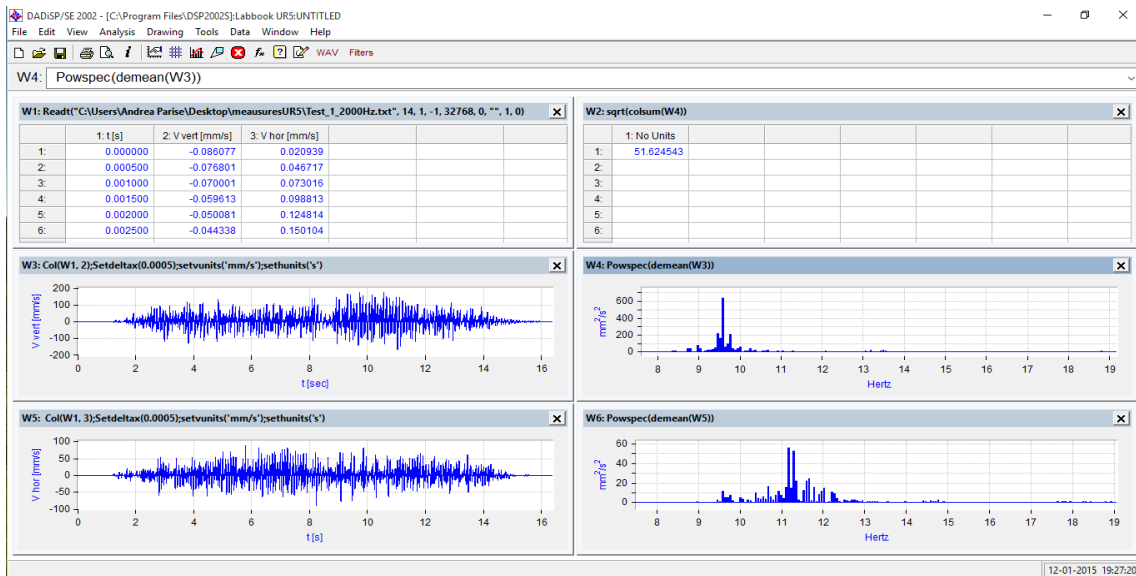 DADiSP/SE 2002 - [C:\Program Files\DSP2002S]:Labbook UR5:UNTITLED
File Edit View Analysis Drawing Tools Data Window Help
WAV Filters
W4: Powspec(demean(W3))
W1: Readt("C:\Users\Andrea Parise\Desktop\meausuresUR5\Test_1_2000Hz.txt", 14, 1, -1, 32768, 0, "", 1, 0)
1: t [s] 2: V vert [mm/s] 3: V hor [mm/s]
1: 0.000000 -0.086077 0.020939
2: 0.000500 -0.076801 0.046717
3: 0.001000 -0.070001 0.073016
4: 0.001500 -0.059613 0.098813
5: 0.002000 -0.050081 0.124814
6: 0.002500 -0.044338 0.150104
W2: sqrt(colsum(W4))
1: No Units
1: 51.624543
2:
3:
4:
5:
6:
W3: Col(W1, 2);Setdeltax(0.0005);setvunits('mm/s');sethunits('s')
V vert [mm/s]
200
100
0
-100
-200
0 2 4 6 8 10 12 14 16
t [sec]
W4: Powspec(demean(W3))
mm²/s²
600
400
200
0
8 9 10 11 12 13 14 15 16 17 18 19
Hertz
W5: Col(W1, 3);Setdeltax(0.0005);setvunits('mm/s');sethunits('s')
V hor [mm/s]
100
50
0
-50
-100
0 2 4 6 8 10 12 14 16
t [s]
W6: Powspec(demean(W5))
mm²/s²
60
40
20
0
8 9 10 11 12 13 14 15 16 17 18 19
Hertz
12-01-2015 19:27:20